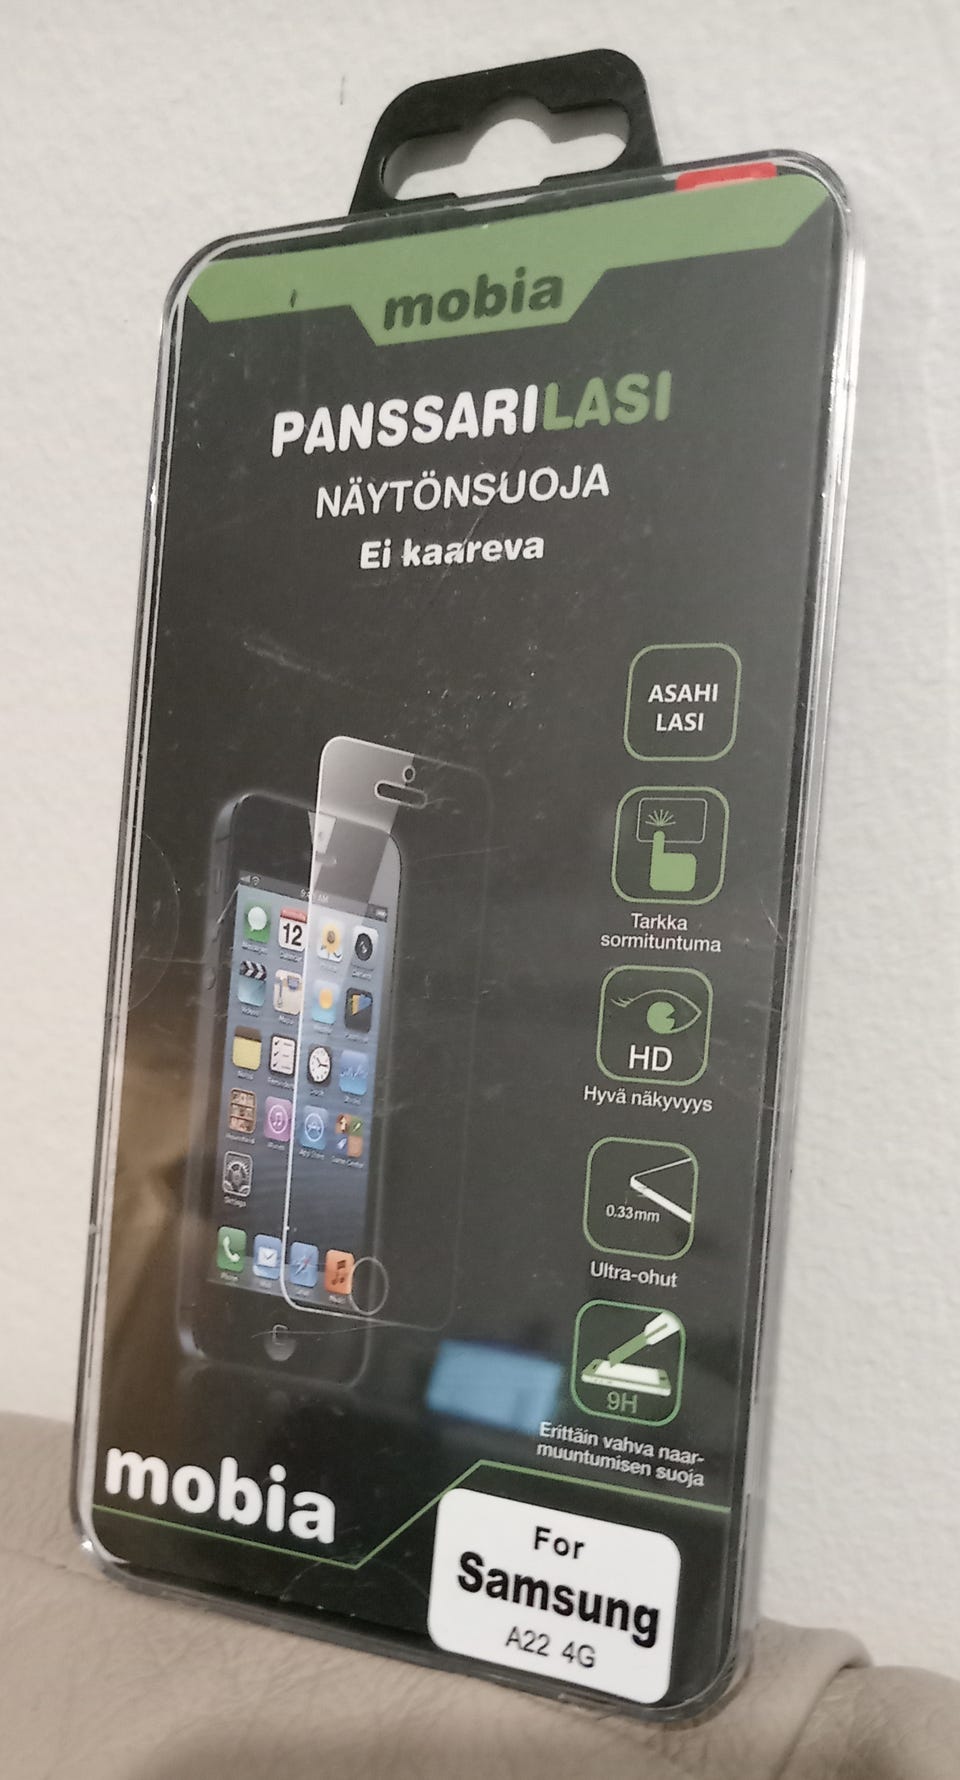 mobia
PANSSARILASI
NÄYTÖNSUOJA
Ei kaareva
ASAHI
LASI
Tarkka
sormituntuma
HD
Hyvä näkyvyys
0.33mm
Ultra-ohut
9H
Erittäin vahva naar-
muuntumisen suoja
12
mobia
For
Samsung
A22 4G